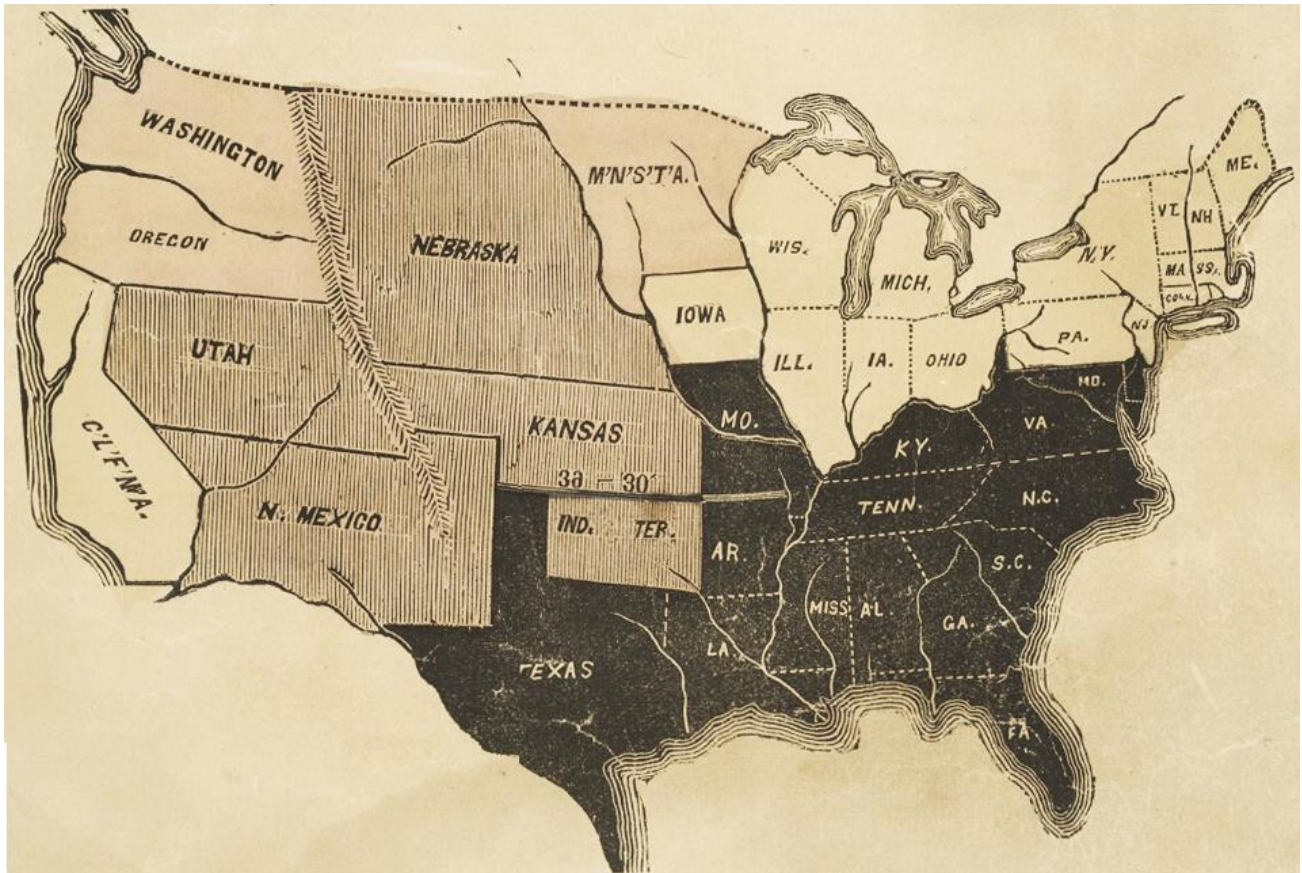 WASHINGTON
OREGON
C'L'F'N'A.
UTAH
N. MEXICO
NEBRASKA
KANSAS
36 – 30'
IND. TER.
M'N'S'T'A.
IOWA
MO.
AR.
LA.
TEXAS
WIS.
ILL.
MICH.
IA.
OHIO
KY.
TENN.
MISS
AL.
GA.
FA.
S.C.
N.C.
VA.
MD.
PA.
NJ
N.Y.
CONN.
MASS.
VT.
NH
ME.